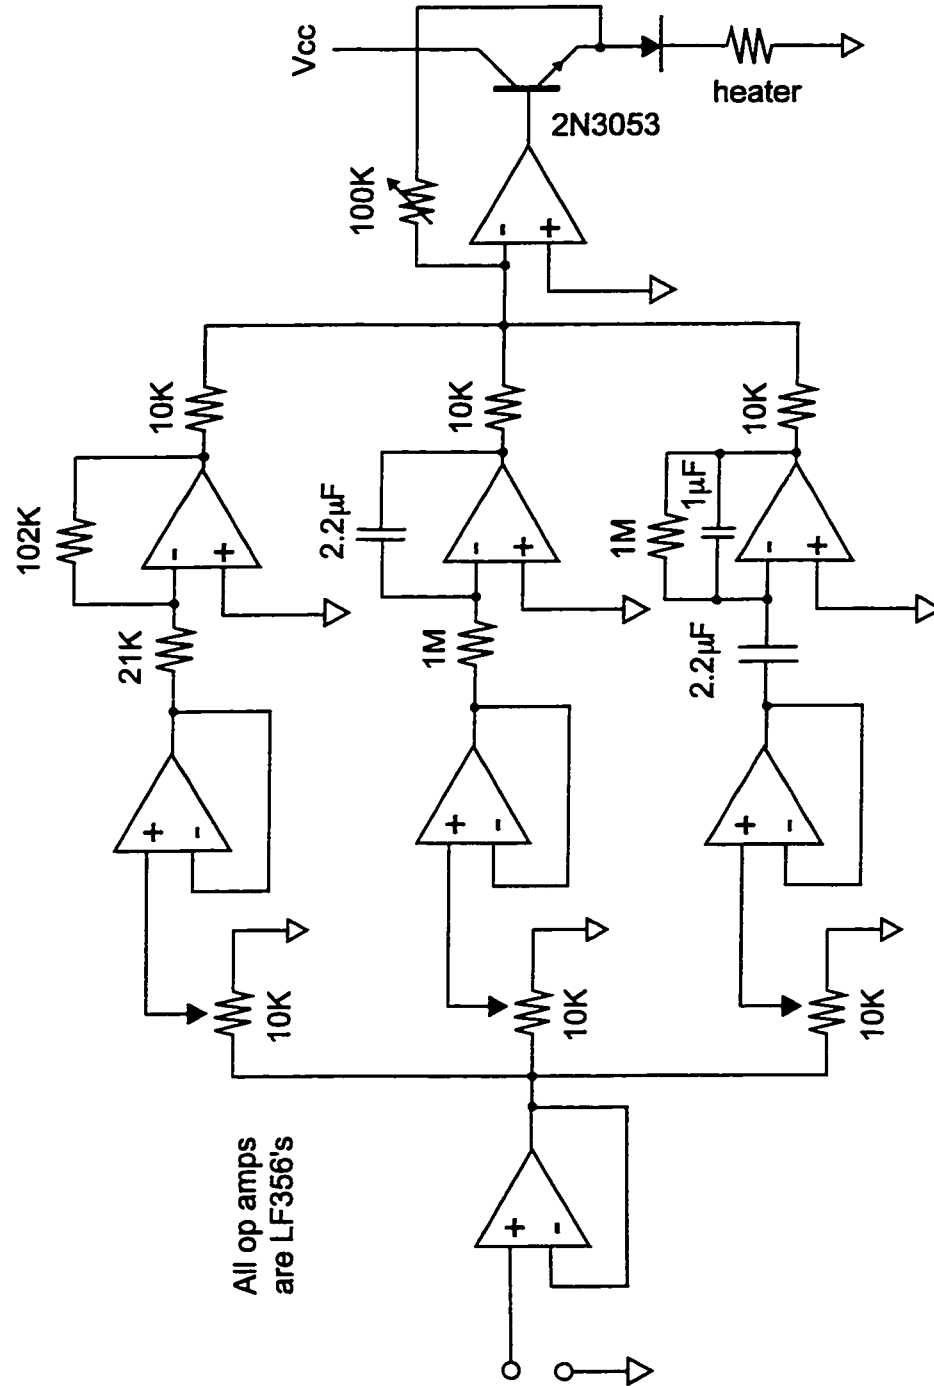 All op amps
are LF356's
10K
+
-
21K
102K
-
+
10K
+
-
10K
+
-
1M
2.2µF
-
+
10K
10K
+
-
2.2µF
1M
1µF
-
+
10K
100K
-
+
Vcc
2N3053
heater